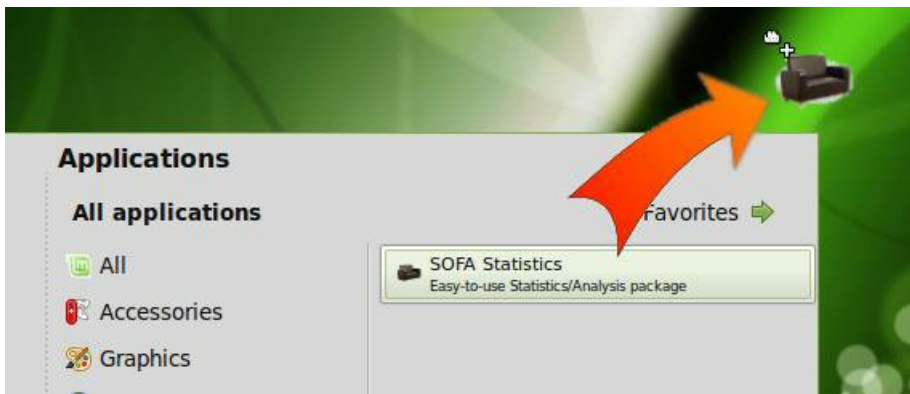 Applications
All applications
Favorites
All
SOFA Statistics
Easy-to-use Statistics/Analysis package
Accessories
Graphics